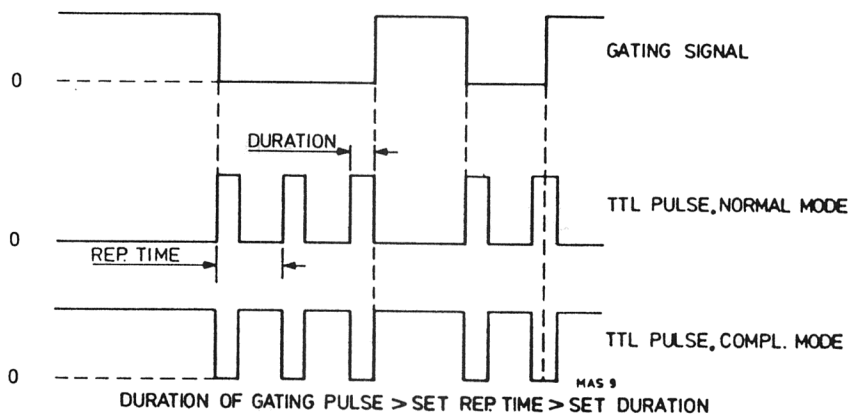 GATING SIGNAL
0
DURATION
TTL PULSE, NORMAL MODE
0
REP. TIME
TTL PULSE, COMPL. MODE
0
MAS 9
DURATION OF GATING PULSE > SET REP. TIME > SET DURATION